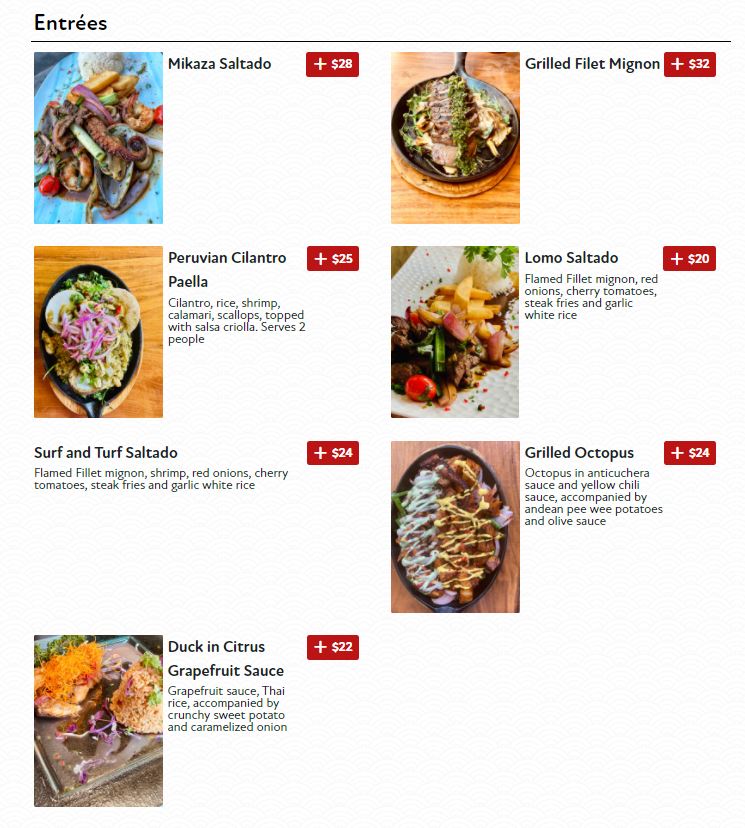 Entrées
Mikaza Saltado
+ $28
Grilled Filet Mignon
+ $32
Peruvian Cilantro
Paella
+ $25
Cilantro, rice, shrimp,
calamari, scallops, topped
with salsa criolla. Serves 2
people
Lomo Saltado
+ $20
Flamed Fillet mignon, red
onions, cherry tomatoes,
steak fries and garlic
white rice
Surf and Turf Saltado
+ $24
Flamed Fillet mignon, shrimp, red onions, cherry
tomatoes, steak fries and garlic white rice
Grilled Octopus
+ $24
Octopus in anticuchera
sauce and yellow chili
sauce, accompanied by
andean pee wee potatoes
and olive sauce
Duck in Citrus
Grapefruit Sauce
+ $22
Grapefruit sauce, Thai
rice, accompanied by
crunchy sweet potato
and caramelized onion